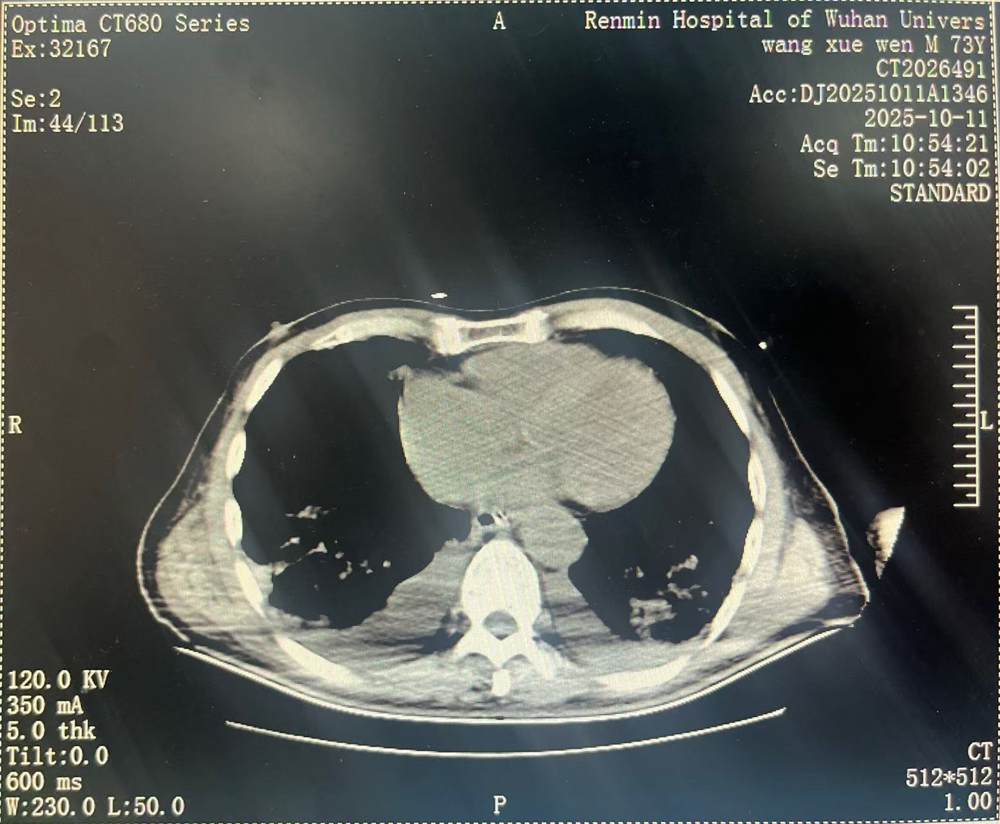 Optima CT680 Series
Ex:32167
Se:2
Im:44/113
A
Renmin Hospital of Wuhan Univers
wang xue wen M 73Y
CT2026491
Acc:DJ20251011A1346
2025-10-11
Acq Tm:10:54:21
Se Tm:10:54:02
STANDARD
R
L
120.0 KV
350 mA
5.0 thk
Tilt:0.0
600 ms
W:230.0 L:50.0
P
CT
512*512
1.00